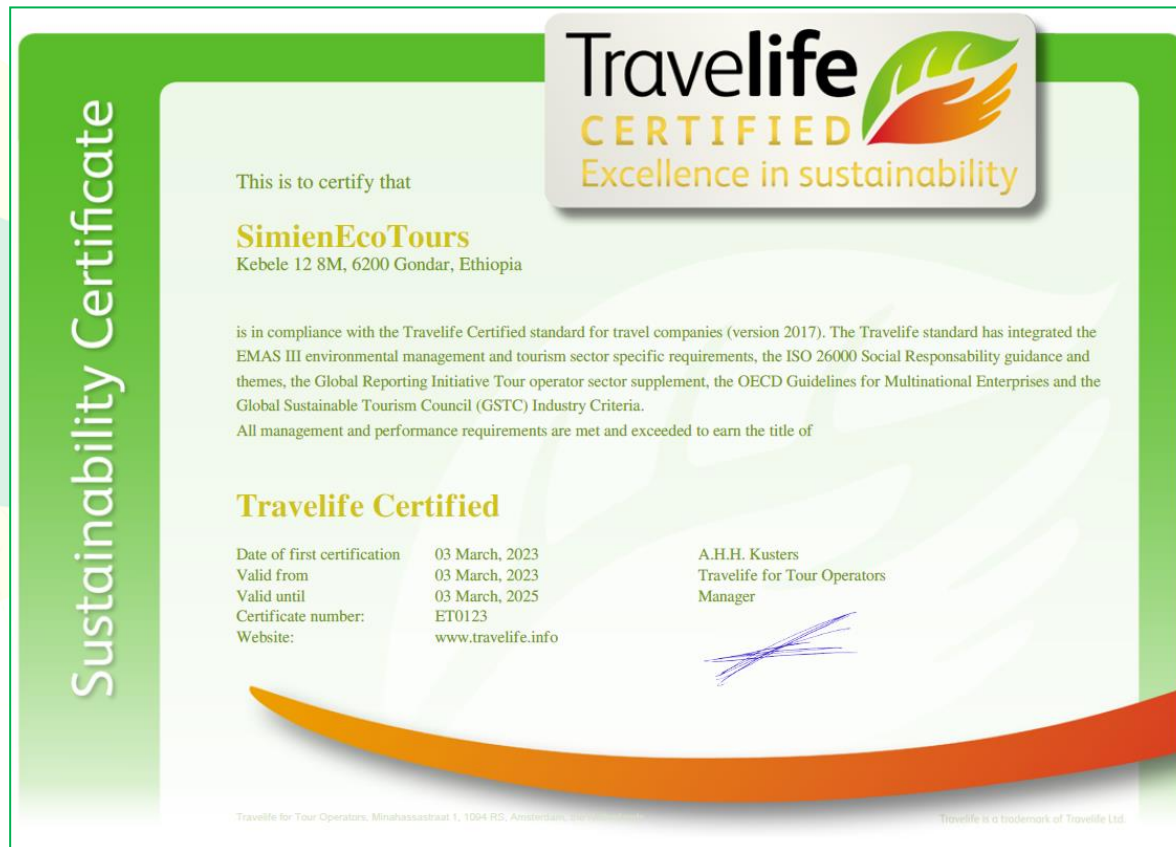 Sustainability Certificate
Travelife
CERTIFIED
Excellence in sustainability
This is to certify that
SimienEcoTours
Kebele 12 8M, 6200 Gondar, Ethiopia
is in compliance with the Travelife Certified standard for travel companies (version 2017). The Travelife standard has integrated the
EMAS III environmental management and tourism sector specific requirements, the ISO 26000 Social Responsability guidance and
themes, the Global Reporting Initiative Tour operator sector supplement, the OECD Guidelines for Multinational Enterprises and the
Global Sustainable Tourism Council (GSTC) Industry Criteria.
All management and performance requirements are met and exceeded to earn the title of
Travelife Certified
Date of first certification 03 March, 2023
Valid from 03 March, 2023
Valid until 03 March, 2025
Certificate number: ET0123
Website: www.travelife.info
A.H.H. Kusters
Travelife for Tour Operators
Manager
Travelife for Tour Operators, Minahassastraat 1, 1094 RS, Amsterdam,
Travelife is a trademark of Travelife Ltd.